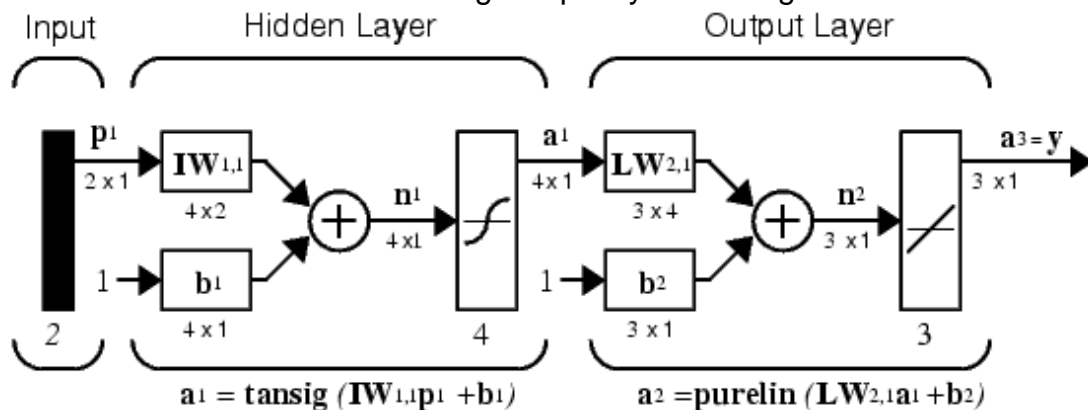 Input Hidden Layer Output Layer
p1 a1 a3 = y
IW1,1 LW2,1
2 x 1 4 x 1 3 x 1
n1 n2
4 x 2 3 x 4
4 x 1 3 x 1
1 b1 1 b2
2 4 x 1 4 3 x 1 3
a1 = tansig (IW1,1p1 +b1) a2 =purelin (LW2,1a1 +b2)